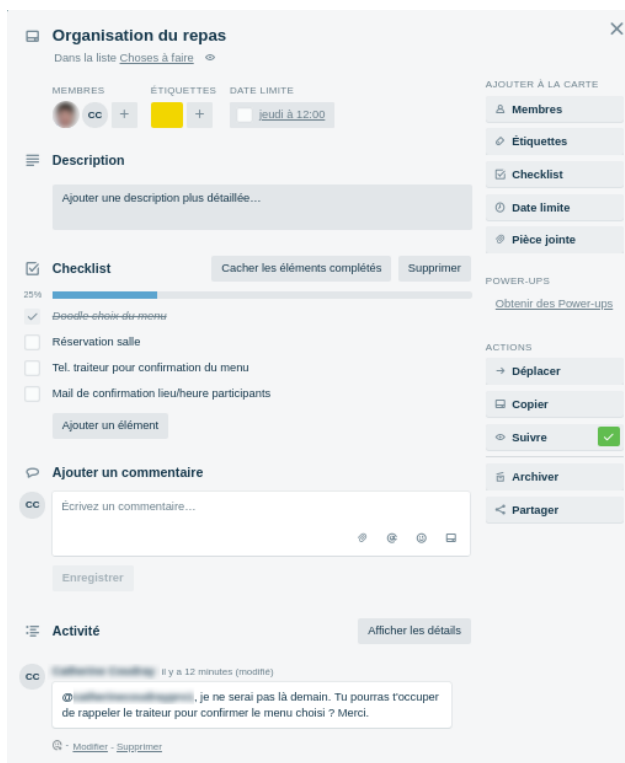 Organisation du repas
Dans la liste Choses à faire
MEMBRES
ÉTIQUETTES
DATE LIMITE
CC
+
+
jeudi à 12:00
Description
Ajouter une description plus détaillée…
Checklist
Cacher les éléments complétés
Supprimer
25%
Doodle choix du menu
Réservation salle
Tel. traiteur pour confirmation du menu
Mail de confirmation lieu/heure participants
Ajouter un élément
Ajouter un commentaire
CC
Écrivez un commentaire…
Enregistrer
Activité
Afficher les détails
CC
il y a 12 minutes (modifié)
@ , je ne serai pas là demain. Tu pourras t'occuper
de rappeler le traiteur pour confirmer le menu choisi ? Merci.
- Modifier - Supprimer
AJOUTER À LA CARTE
Membres
Étiquettes
Checklist
Date limite
Pièce jointe
POWER-UPS
Obtenir des Power-ups
ACTIONS
Déplacer
Copier
Suivre
Archiver
Partager